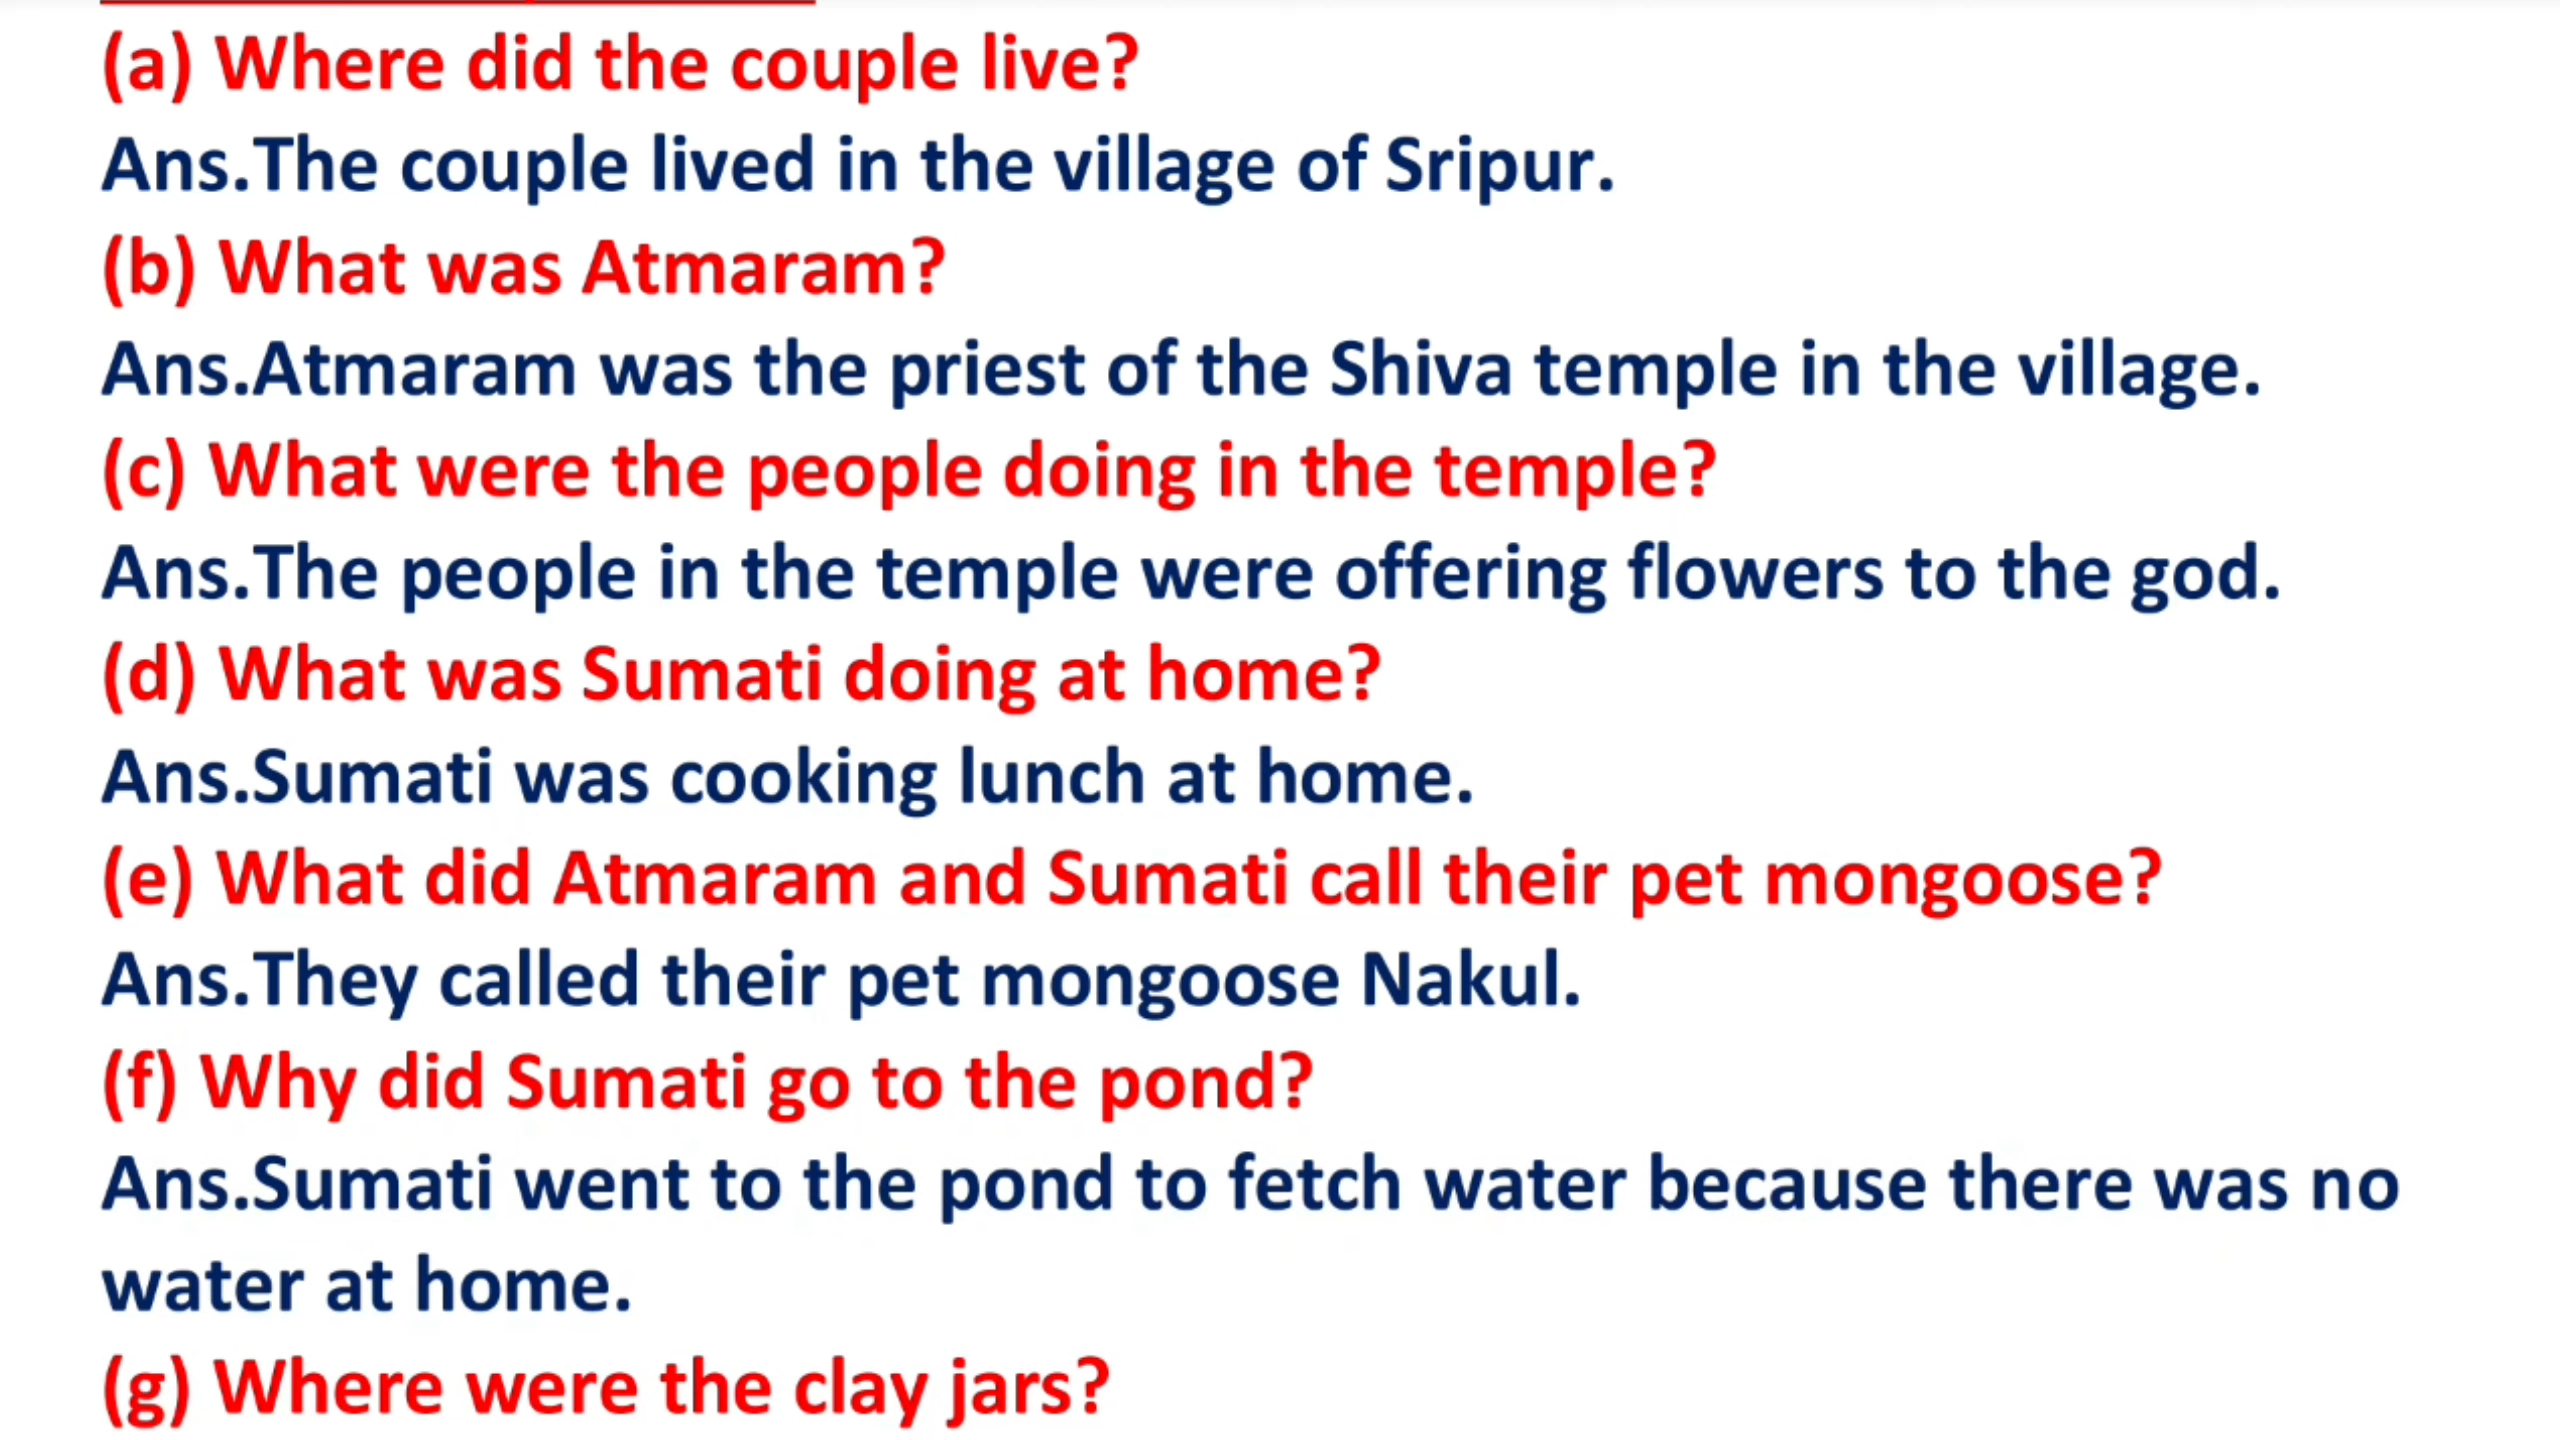 (a) Where did the couple live?
Ans.The couple lived in the village of Sripur.
(b) What was Atmaram?
Ans.Atmaram was the priest of the Shiva temple in the village.
(c) What were the people doing in the temple?
Ans.The people in the temple were offering flowers to the god.
(d) What was Sumati doing at home?
Ans.Sumati was cooking lunch at home.
(e) What did Atmaram and Sumati call their pet mongoose?
Ans.They called their pet mongoose Nakul.
(f) Why did Sumati go to the pond?
Ans.Sumati went to the pond to fetch water because there was no
water at home.
(g) Where were the clay jars?